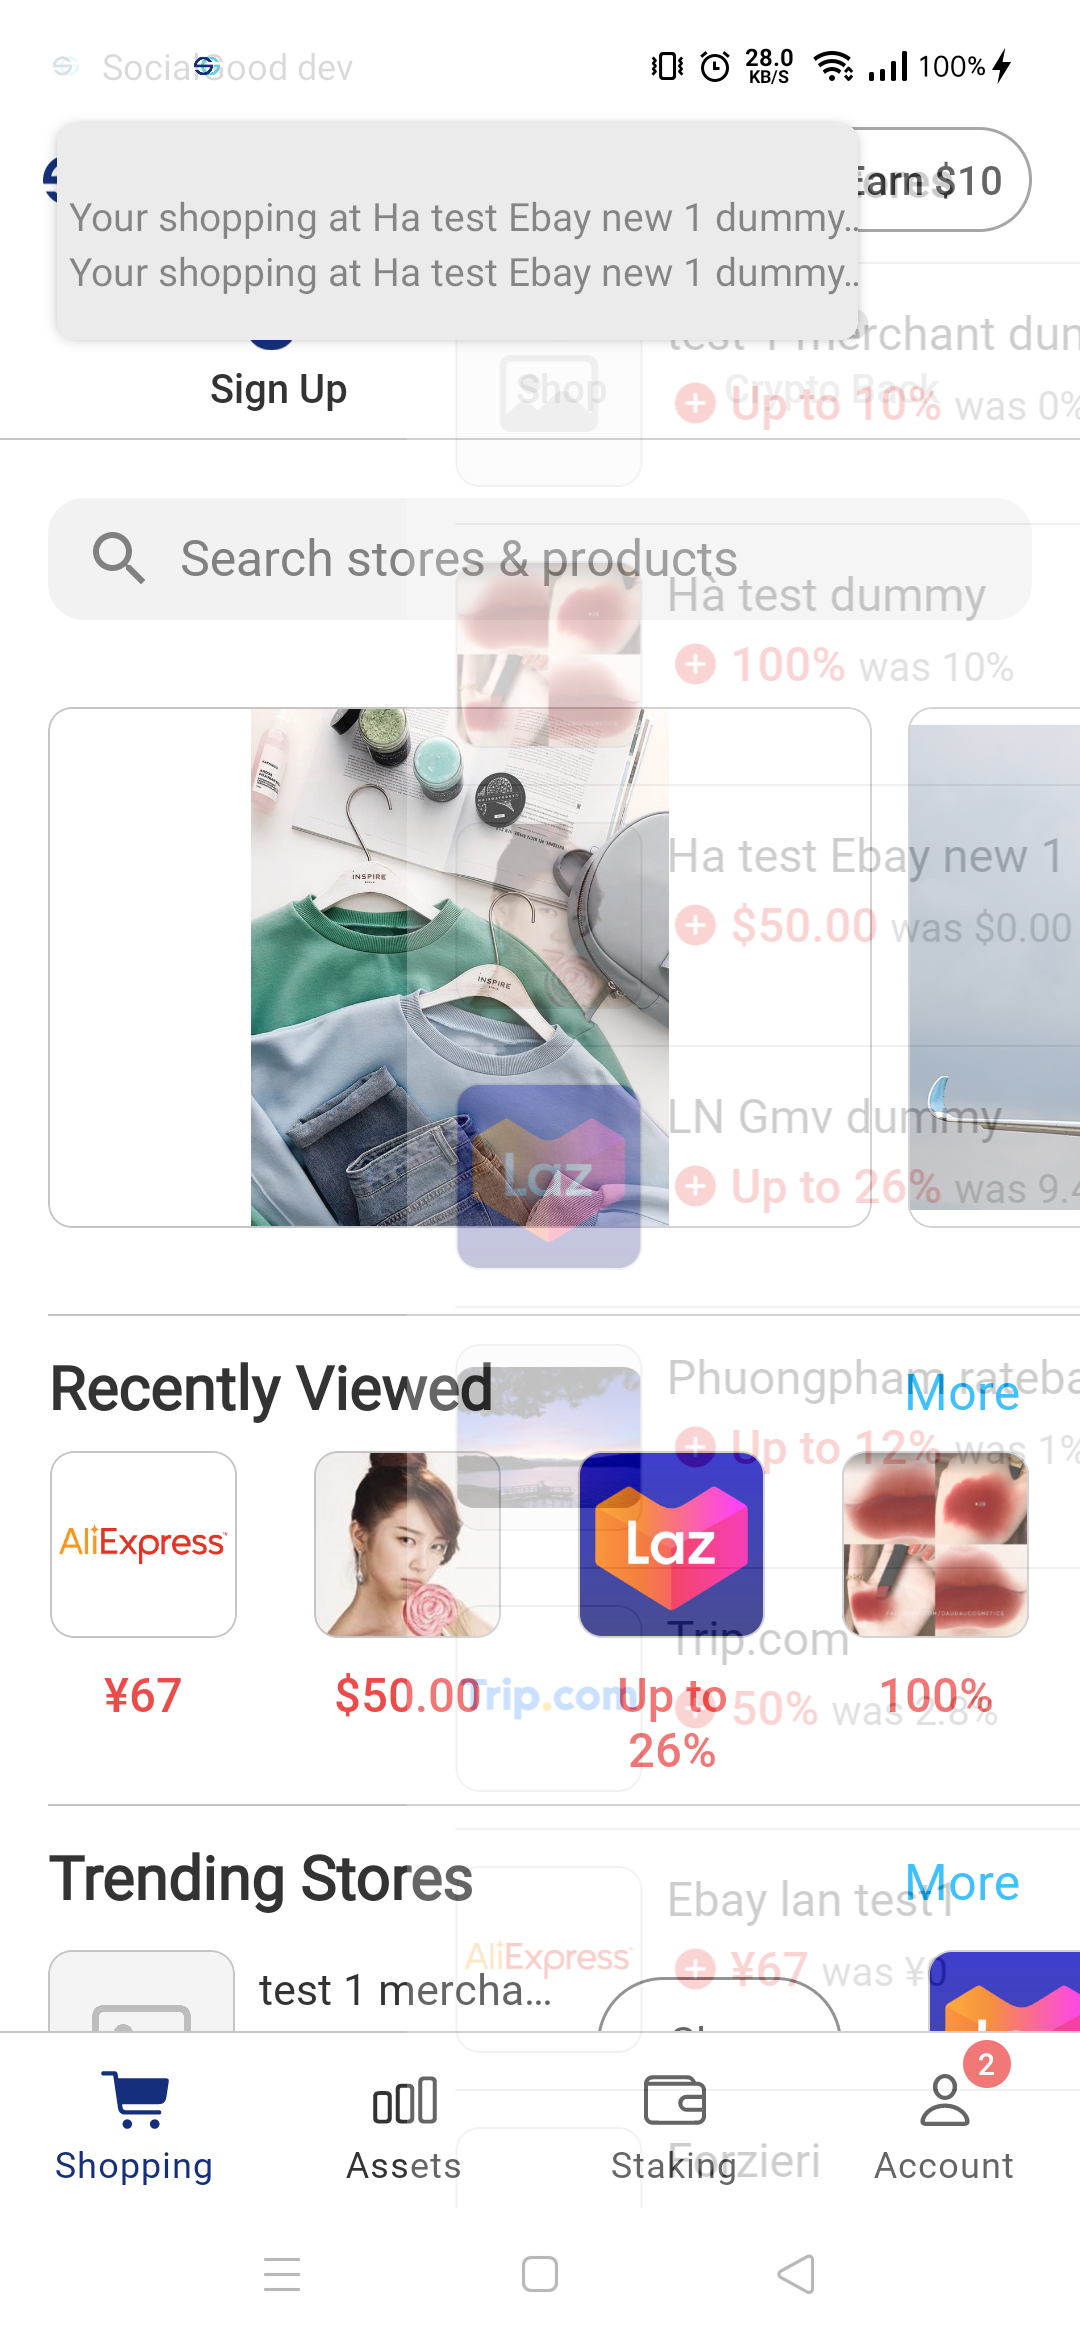 SocialGood dev
28.0
KB/S
100%
Earn $10
Your shopping at Ha test Ebay new 1 dummy..
Your shopping at Ha test Ebay new 1 dummy..
test 1 merchant dum
Sign Up
Shop
Crypto Back
Up to 10% was 0%
Search stores & products
Hà test dummy
100% was 10%
Ha test Ebay new 1
$50.00 was $0.00
INSPIRE
INSPIRE
LN Gmv dummy
Laz
Up to 26% was 9.4
Recently Viewed
More
Phuongpham rateba
Up to 12% was 1%
AliExpress
Laz
Trip.com
Trip.com
50% was 2.8%
¥67
$50.00
Up to
26%
100%
Trending Stores
More
Ebay lan test1
AliExpress
¥67 was ¥0
test 1 mercha...
2
Shopping
Assets
Staking
Account
Forzieri